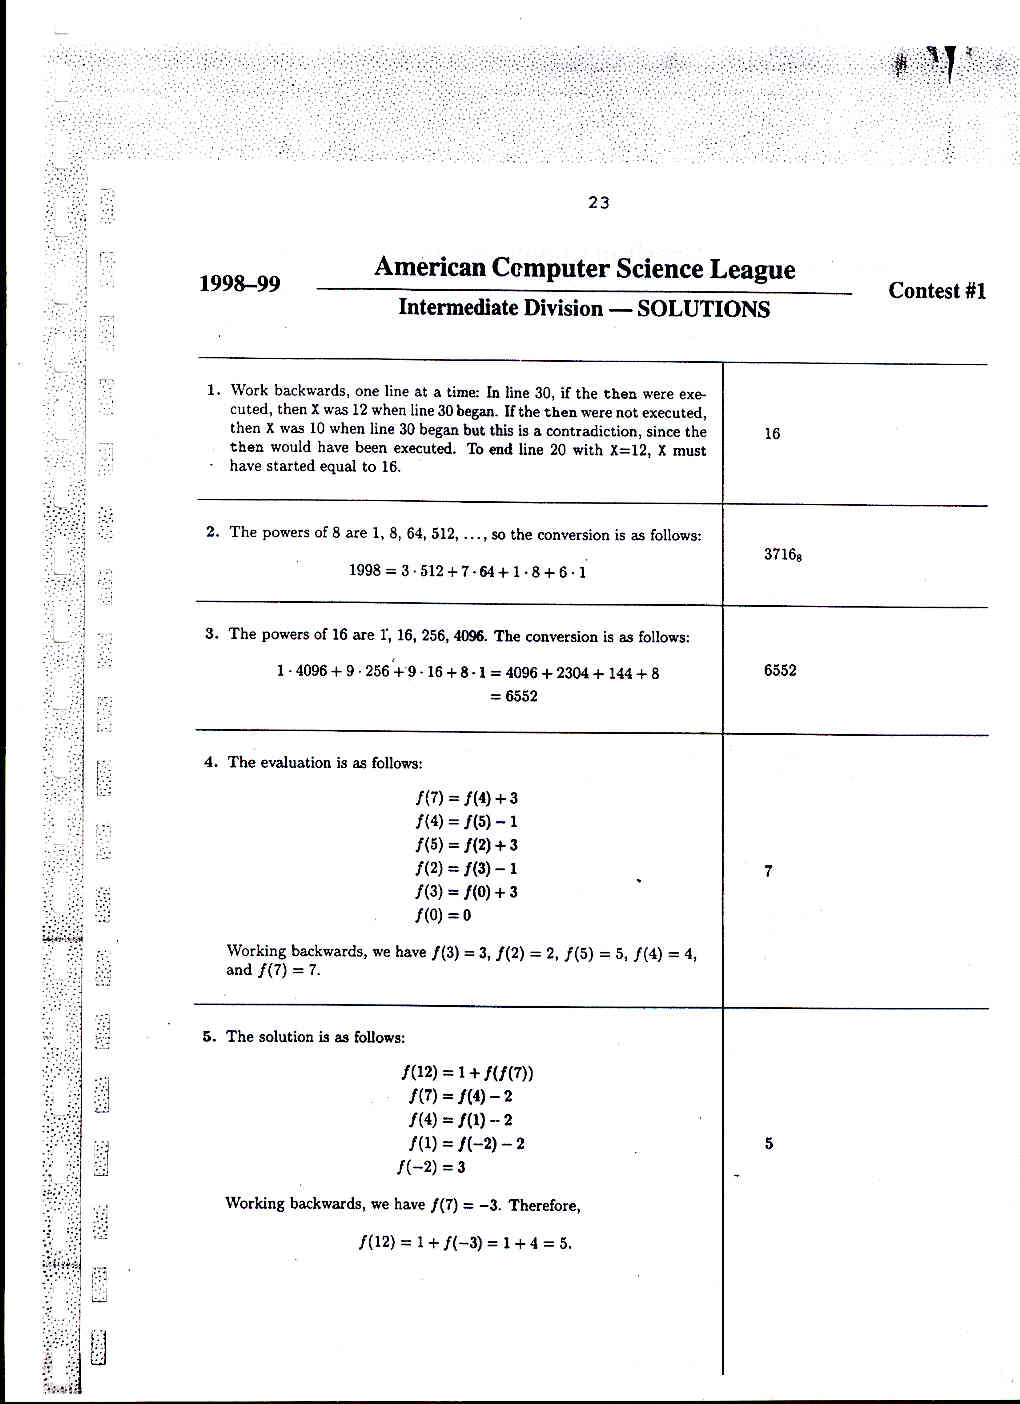 23
American Computer Science League
1998–99
Contest #1
Intermediate Division — SOLUTIONS
1. Work backwards, one line at a time: In line 30, if the then were exe-
cuted, then X was 12 when line 30 began. If the then were not executed,
then X was 10 when line 30 began but this is a contradiction, since the
then would have been executed. To end line 20 with X=12, X must
have started equal to 16.
16
2. The powers of 8 are 1, 8, 64, 512, ..., so the conversion is as follows:
1998 = 3 · 512 + 7 · 64 + 1 · 8 + 6 · 1
3716₈
3. The powers of 16 are 1, 16, 256, 4096. The conversion is as follows:
1 · 4096 + 9 · 256 + 9 · 16 + 8 · 1 = 4096 + 2304 + 144 + 8
= 6552
6552
4. The evaluation is as follows:
f(7) = f(4) + 3
f(4) = f(5) − 1
f(5) = f(2) + 3
f(2) = f(3) − 1
f(3) = f(0) + 3
f(0) = 0
Working backwards, we have f(3) = 3, f(2) = 2, f(5) = 5, f(4) = 4,
and f(7) = 7.
7
5. The solution is as follows:
f(12) = 1 + f(f(7))
f(7) = f(4) − 2
f(4) = f(1) − 2
f(1) = f(−2) − 2
f(−2) = 3
Working backwards, we have f(7) = −3. Therefore,
f(12) = 1 + f(−3) = 1 + 4 = 5.
5